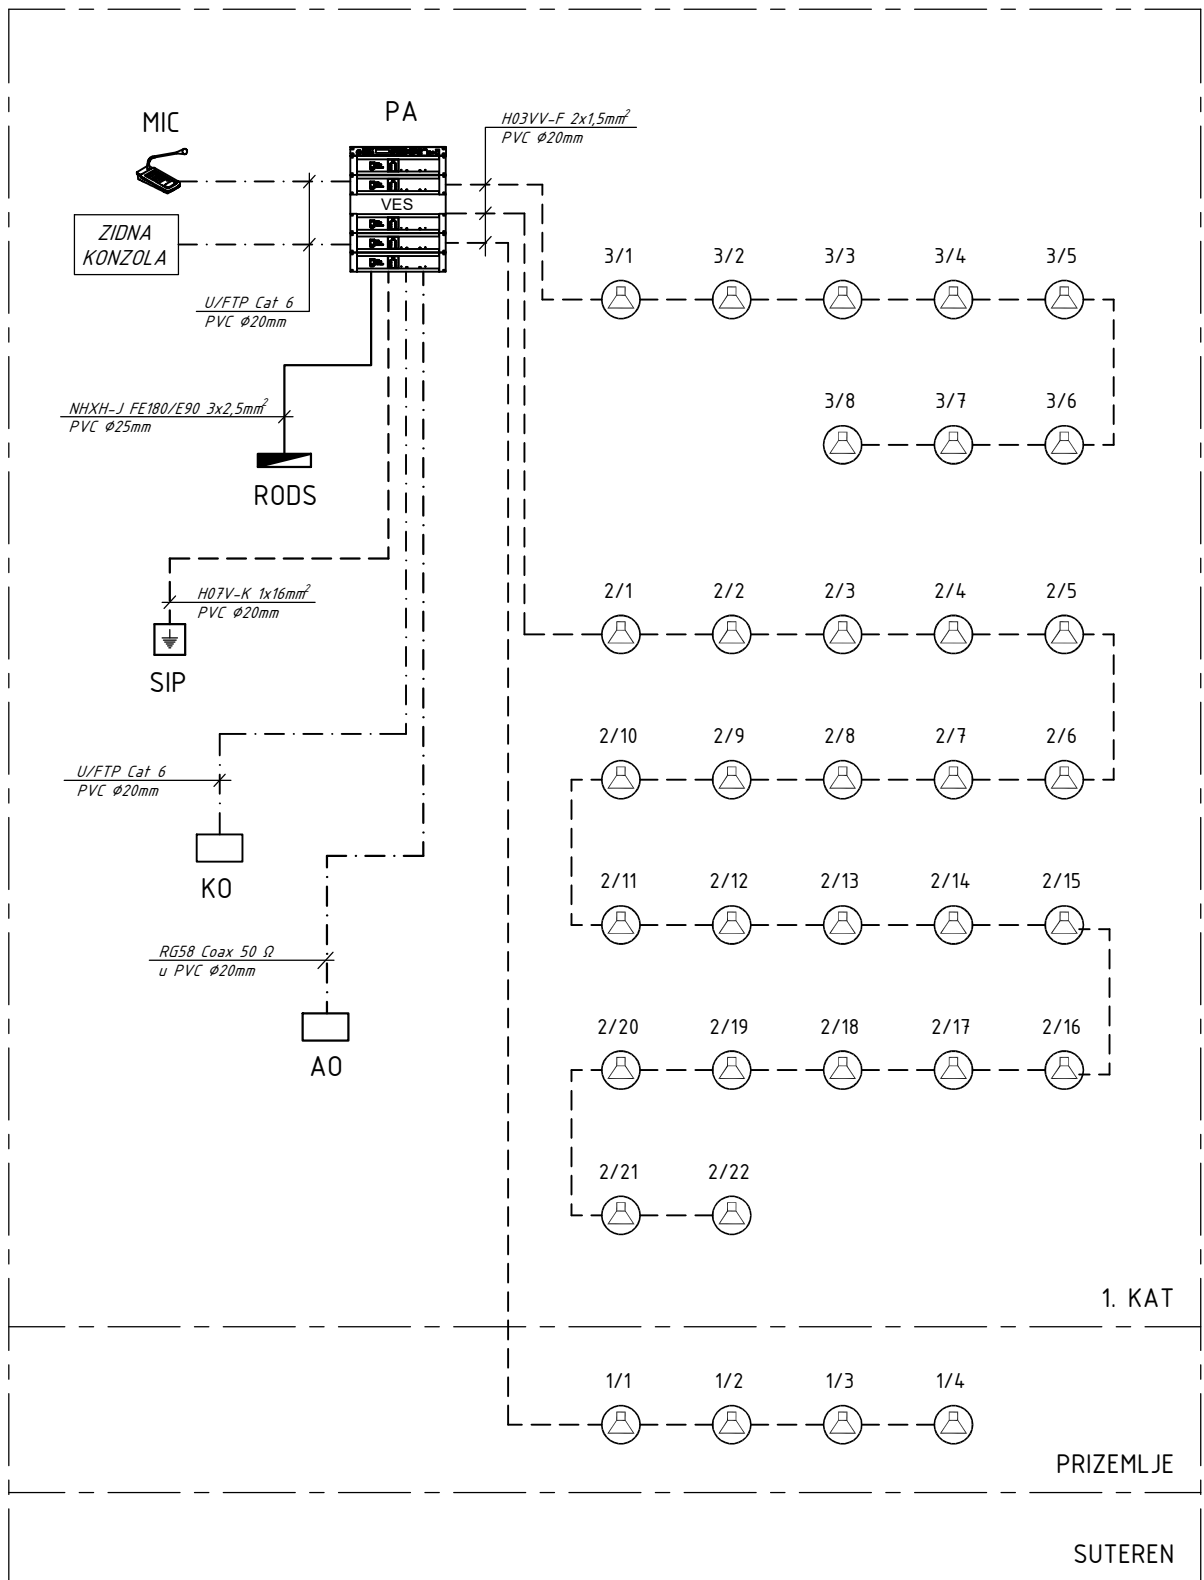 MIC
PA
H03VV-F 2x1,5mm²
PVC Ø20mm
VES
ZIDNA
KONZOLA
U/FTP Cat 6
PVC Ø20mm
3/1
3/2
3/3
3/4
3/5
NHXH-J FE180/E90 3x2,5mm²
PVC Ø25mm
3/8
3/7
3/6
RODS
H07V-K 1x16mm²
PVC Ø20mm
SIP
2/1
2/2
2/3
2/4
2/5
2/10
2/9
2/8
2/7
2/6
U/FTP Cat 6
PVC Ø20mm
KO
2/11
2/12
2/13
2/14
2/15
RG58 Coax 50 Ω
u PVC Ø20mm
AO
2/20
2/19
2/18
2/17
2/16
2/21
2/22
1. KAT
1/1
1/2
1/3
1/4
PRIZEMLJE
SUTEREN